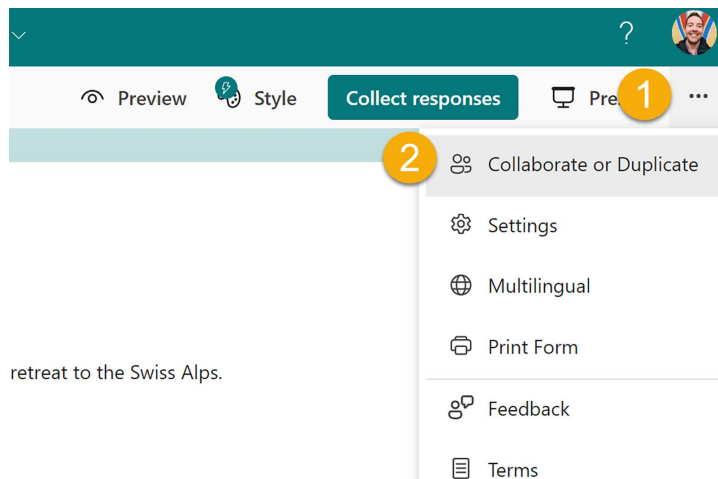 ?
Preview Style Collect responses Pre 1 ...
2 Collaborate or Duplicate
Settings
Multilingual
Print Form
retreat to the Swiss Alps.
Feedback
Terms